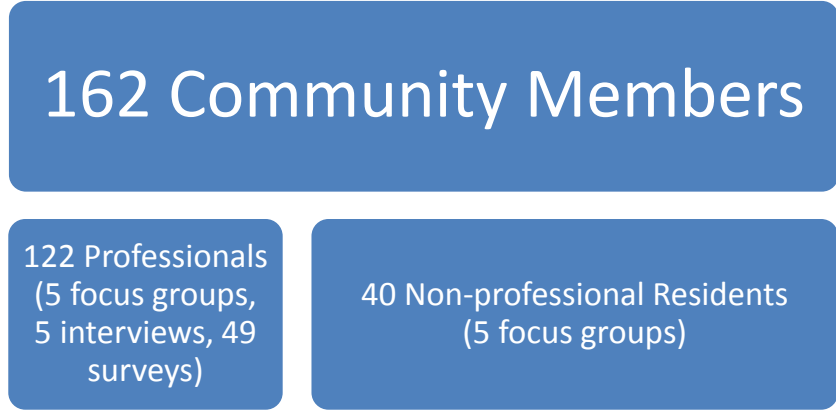 162 Community Members
122 Professionals
(5 focus groups,
5 interviews, 49
surveys)
40 Non-professional Residents
(5 focus groups)